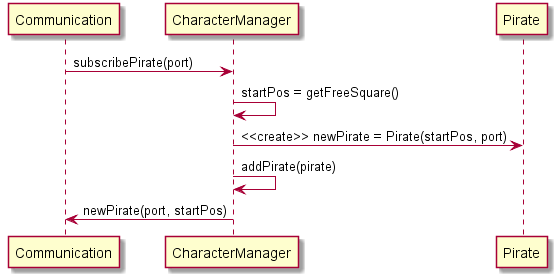 Communication CharacterManager Pirate
subscribePirate(port)
startPos = getFreeSquare()
<<create>> newPirate = Pirate(startPos, port)
addPirate(pirate)
newPirate(port, startPos)
Communication CharacterManager Pirate